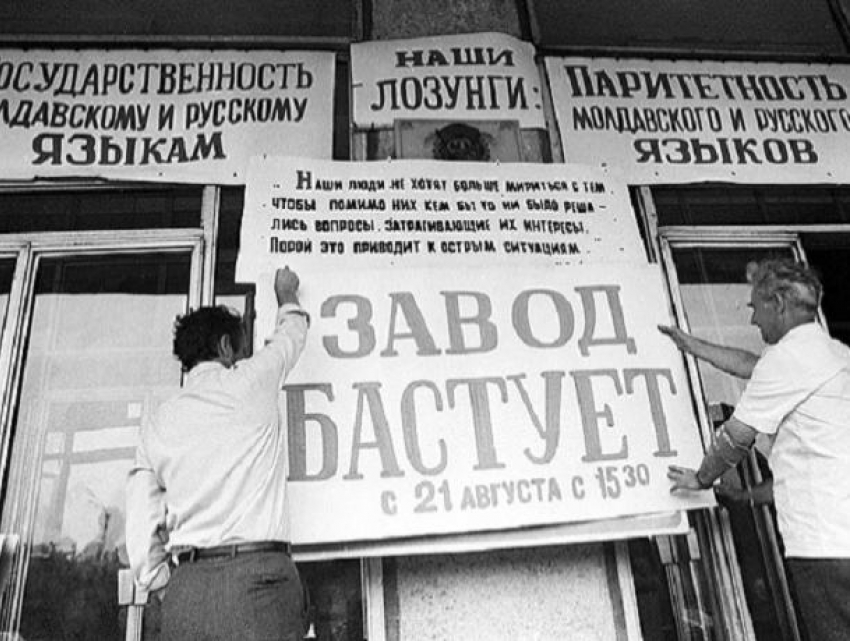 ОСУДАРСТВЕННОСТЬ
ЛДАВСКОМУ И РУССКОМУ
ЯЗЫКАМ
НАШИ
ЛОЗУНГИ:
ПАРИТЕТНОСТЬ
МОЛДАВСКОГО И РУССКОГО
ЯЗЫКОВ
.. НАШИ ЛЮДИ НЕ ХОТЯТ БОЛЬШЕ МИРИТЬСЯ С ТЕМ
ЧТОБЫ ПОМИМО НИХ КЕМ БЫ ТО НИ БЫЛО РЕША-
ЛИСЬ ВОПРОСЫ, ЗАТРАГИВАЮЩИЕ ИХ ИНТЕРЕСЫ.
ПОРОЙ ЭТО ПРИВОДИТ К ОСТРЫМ СИТУАЦИЯМ...
ЗАВОД
БАСТУЕТ
С 21 АВГУСТА С 15 30